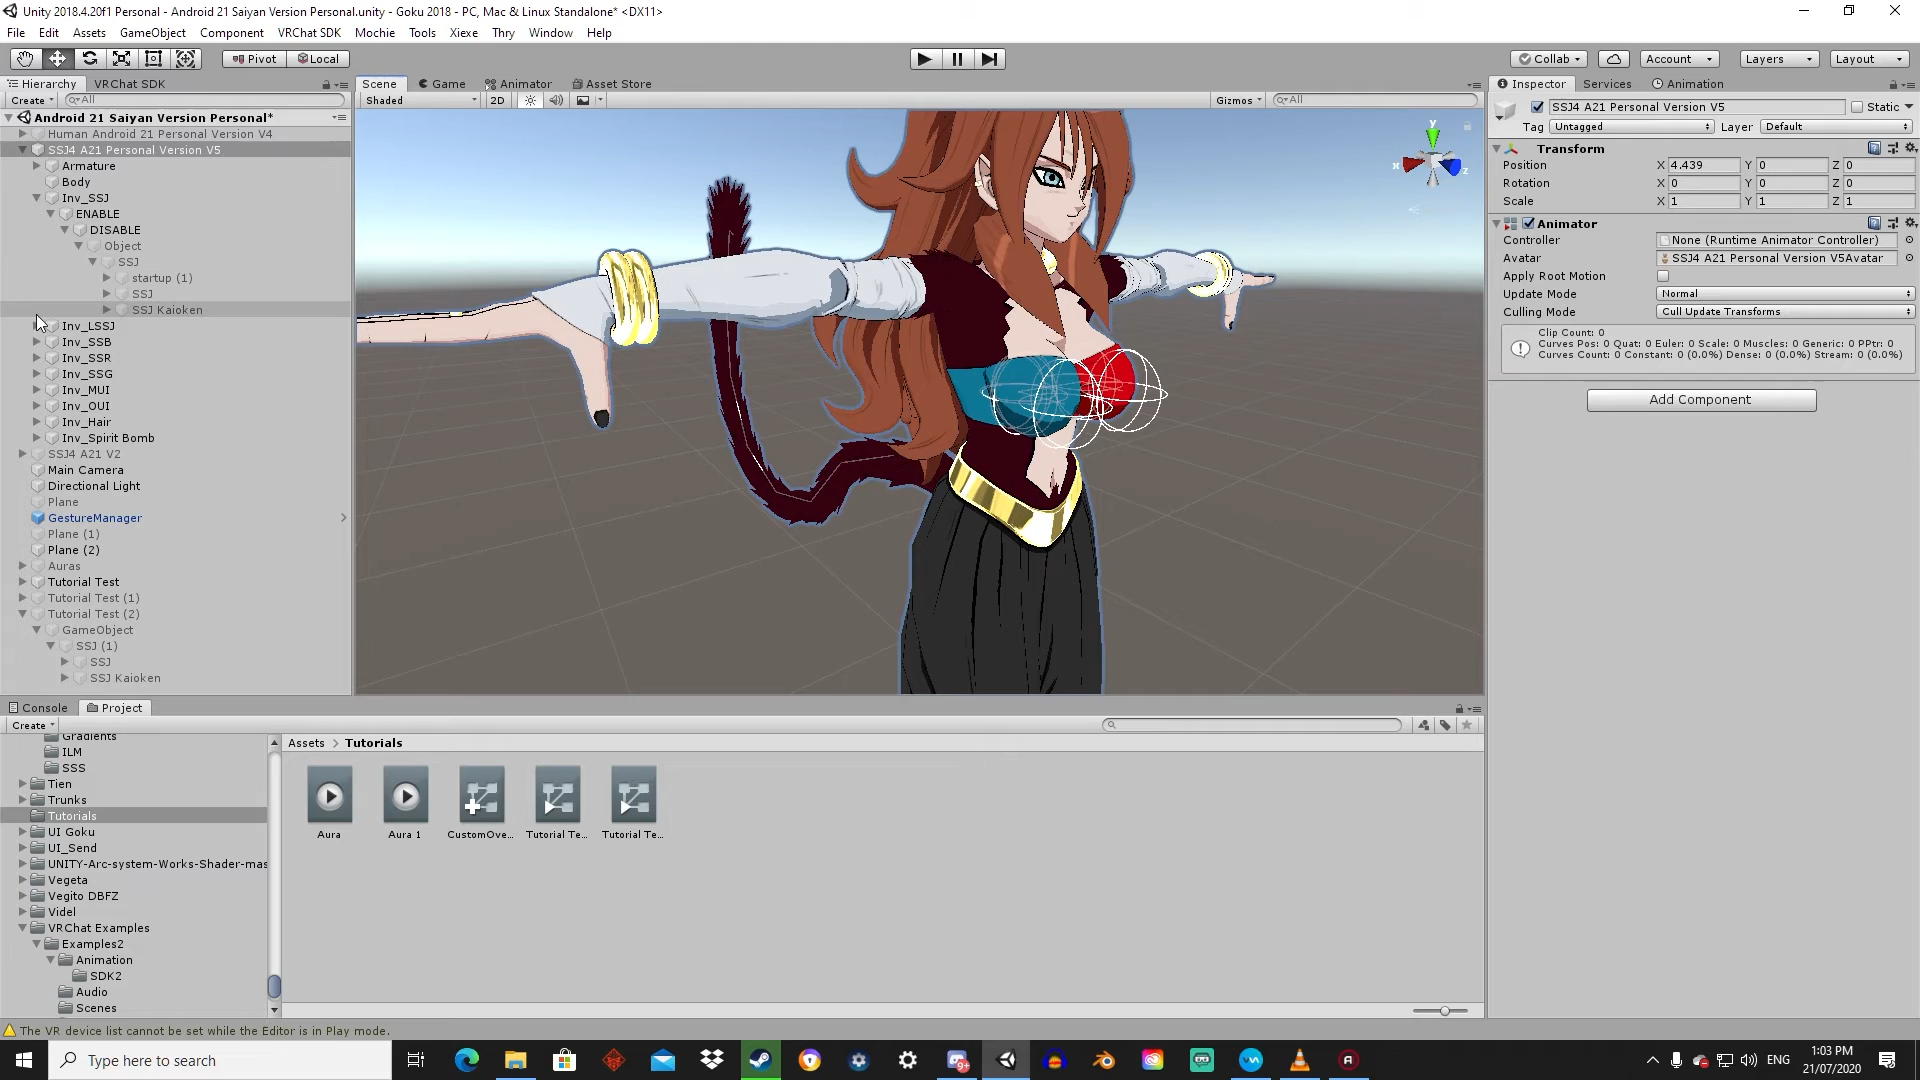 Unity 2018.4.20f1 Personal - Android 21 Saiyan Version Personal.unity - Goku 2018 - PC, Mac & Linux Standalone* <DX11>
File Edit Assets GameObject Component VRChat SDK Mochie Tools Xiexe Thry Window Help
Pivot Local Collab Account Layers Layout
Hierarchy VRChat SDK Scene Game Animator Asset Store Inspector Services Animation
Create All Shaded 2D Gizmos All SSJ4 A21 Personal Version V5 Static
Android 21 Saiyan Version Personal*
Human Android 21 Personal Version V4
SSJ4 A21 Personal Version V5
Armature
Body
Inv_SSJ
ENABLE
DISABLE
Object
SSJ
startup (1)
SSJ
SSJ Kaioken
Inv_LSSJ
Inv_SSB
Inv_SSR
Inv_SSG
Inv_MUI
Inv_OUI
Inv_Hair
Inv_Spirit Bomb
SSJ4 A21 V2
Main Camera
Directional Light
Plane
GestureManager
Plane (1)
Plane (2)
Auras
Tutorial Test
Tutorial Test (1)
Tutorial Test (2)
GameObject
SSJ (1)
SSJ
SSJ Kaioken
y
x
z
Tag Untagged Layer Default
Transform
Position X 4.439 Y 0 Z 0
Rotation X 0 Y 0 Z 0
Scale X 1 Y 1 Z 1
Animator
Controller None (Runtime Animator Controller)
Avatar SSJ4 A21 Personal Version V5Avatar
Apply Root Motion
Update Mode Normal
Culling Mode Cull Update Transforms
Clip Count: 0
Curves Pos: 0 Quat: 0 Euler: 0 Scale: 0 Muscles: 0 Generic: 0 PPtr: 0
Curves Count: 0 Constant: 0 (0.0%) Dense: 0 (0.0%) Stream: 0 (0.0%)
Add Component
Console Project
Create
Gradients
ILM
SSS
Tien
Trunks
Tutorials
UI Goku
UI_Send
UNITY-Arc-system-Works-Shader-mas
Vegeta
Vegito DBFZ
Videl
VRChat Examples
Examples2
Animation
SDK2
Audio
Scenes
Assets > Tutorials
Aura Aura 1 CustomOve... Tutorial Te... Tutorial Te...
The VR device list cannot be set while the Editor is in Play mode.
Type here to search
9+
ENG
1:03 PM
21/07/2020